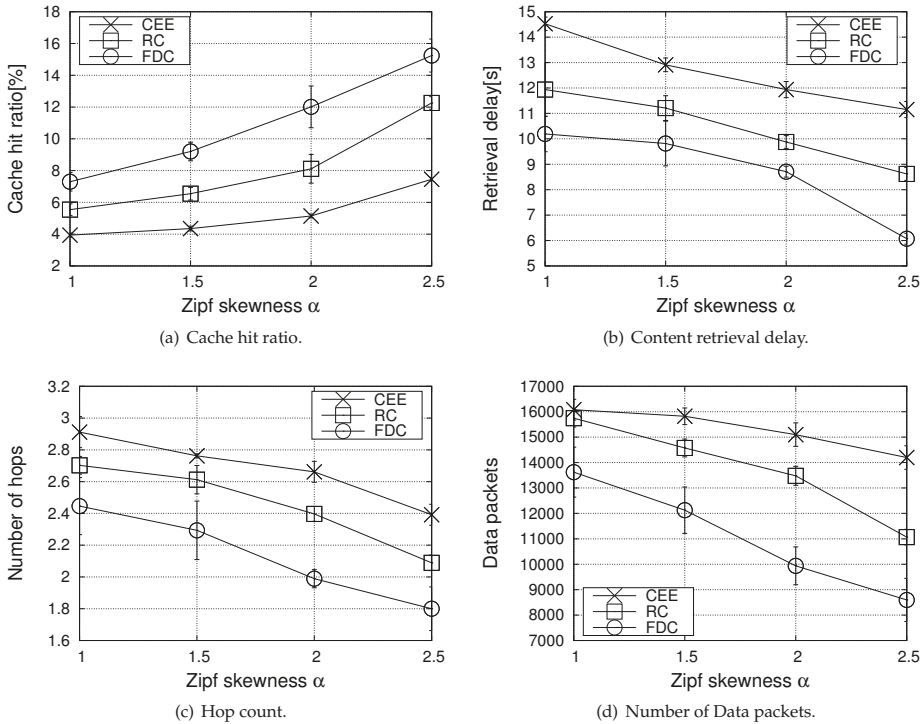 CEE
RC
FDC
Cache hit ratio[%]
18
16
14
12
10
8
6
4
2
1 1.5 2 2.5
Zipf skewness α
(a) Cache hit ratio.
CEE
RC
FDC
Retrieval delay[s]
15
14
13
12
11
10
9
8
7
6
5
1 1.5 2 2.5
Zipf skewness α
(b) Content retrieval delay.
CEE
RC
FDC
Number of hops
3.2
3
2.8
2.6
2.4
2.2
2
1.8
1.6
1 1.5 2 2.5
Zipf skewness α
(c) Hop count.
Data packets
17000
16000
15000
14000
13000
12000
11000
10000
9000
8000
7000
CEE
RC
FDC
1 1.5 2 2.5
Zipf skewness α
(d) Number of Data packets.